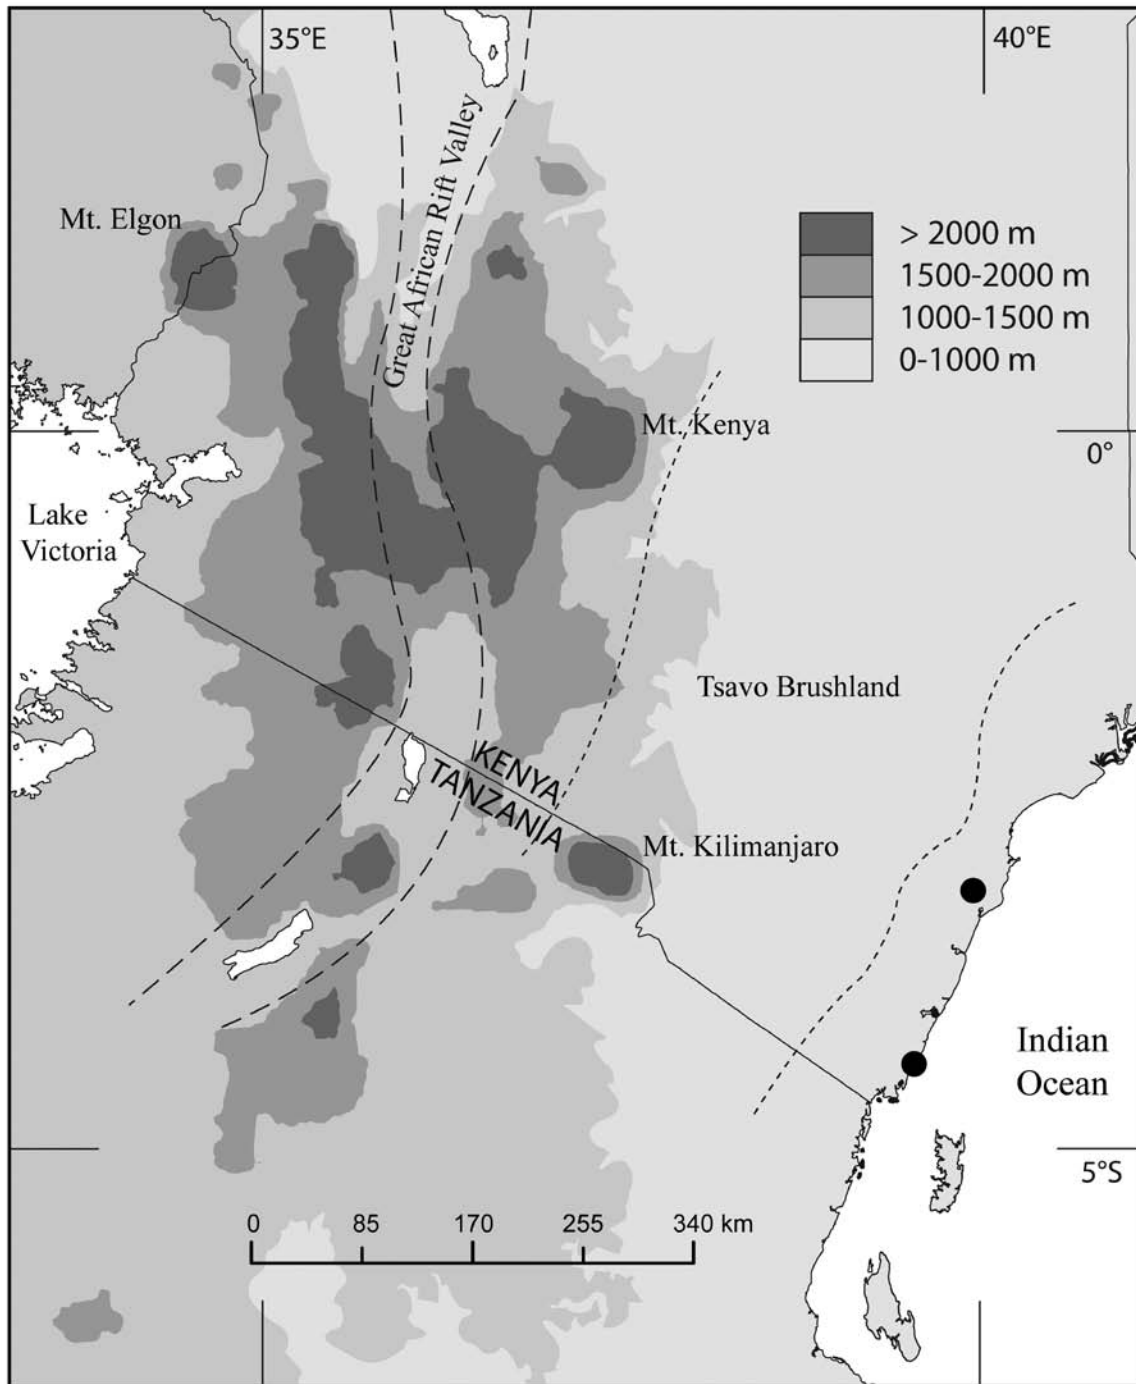 35°E
40°E
Great African Rift Valley
Mt. Elgon
> 2000 m
1500-2000 m
1000-1500 m
0-1000 m
Mt. Kenya
0°
Lake
Victoria
Tsavo Brushland
KENYA
TANZANIA
Mt. Kilimanjaro
Indian
Ocean
5°S
0 85 170 255 340 km